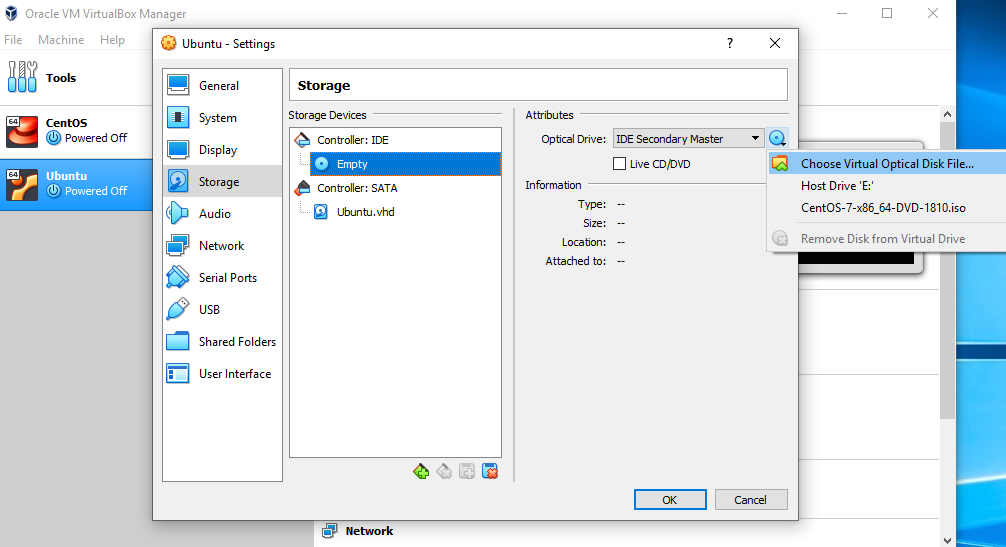 Oracle VM VirtualBox Manager
File Machine Help
Tools
64
CentOS
Powered Off
64
Ubuntu
Powered Off
Ubuntu - Settings
?
General
System
Display
Storage
Audio
Network
Serial Ports
USB
Shared Folders
User Interface
Storage
Storage Devices
Controller: IDE
Empty
Controller: SATA
Ubuntu.vhd
Attributes
Optical Drive: IDE Secondary Master
Live CD/DVD
Information
Type: --
Size: --
Location: --
Attached to: --
Choose Virtual Optical Disk File...
Host Drive 'E:'
CentOS-7-x86_64-DVD-1810.iso
Remove Disk from Virtual Drive
OK Cancel
Network